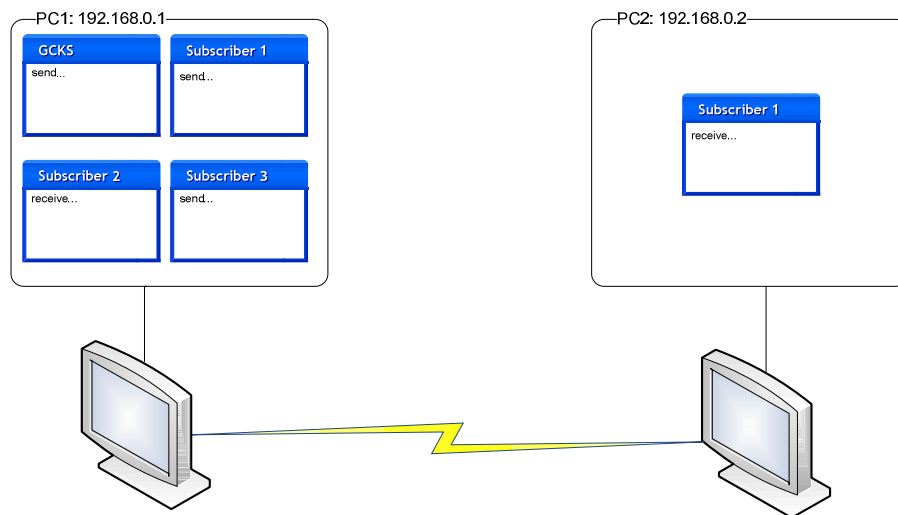 PC1: 192.168.0.1
GCKS
send...
Subscriber 1
send...
Subscriber 2
receive...
Subscriber 3
send...
PC2: 192.168.0.2
Subscriber 1
receive...